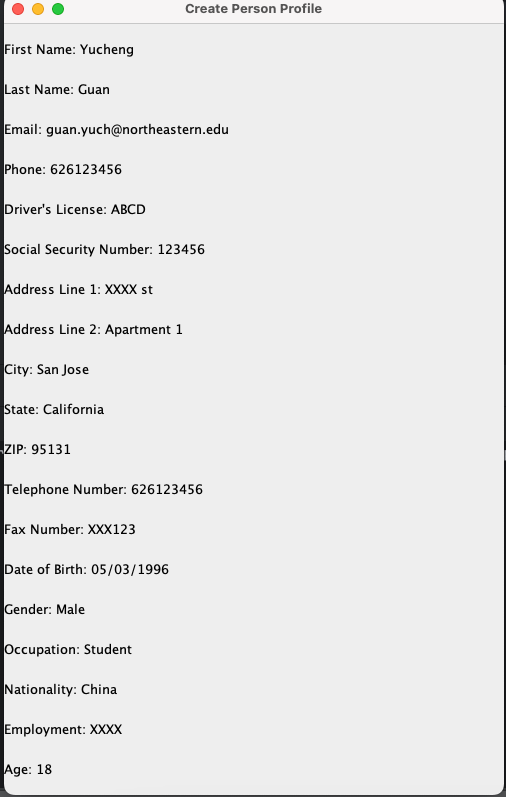 Create Person Profile
First Name: Yucheng
Last Name: Guan
Email: guan.yuch@northeastern.edu
Phone: 626123456
Driver's License: ABCD
Social Security Number: 123456
Address Line 1: XXXX st
Address Line 2: Apartment 1
City: San Jose
State: California
ZIP: 95131
Telephone Number: 626123456
Fax Number: XXX123
Date of Birth: 05/03/1996
Gender: Male
Occupation: Student
Nationality: China
Employment: XXXX
Age: 18